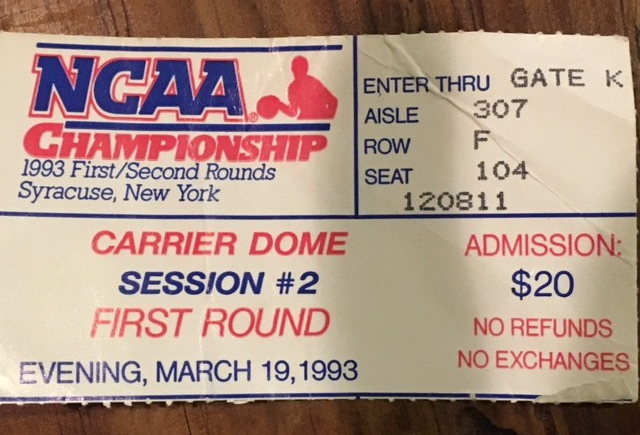 NCAA®
CHAMPIONSHIP
1993 First/Second Rounds
Syracuse, New York
ENTER THRU GATE K
AISLE 307
ROW F
SEAT 104
120811
CARRIER DOME
SESSION #2
FIRST ROUND
EVENING, MARCH 19,1993
ADMISSION:
$20
NO REFUNDS
NO EXCHANGES